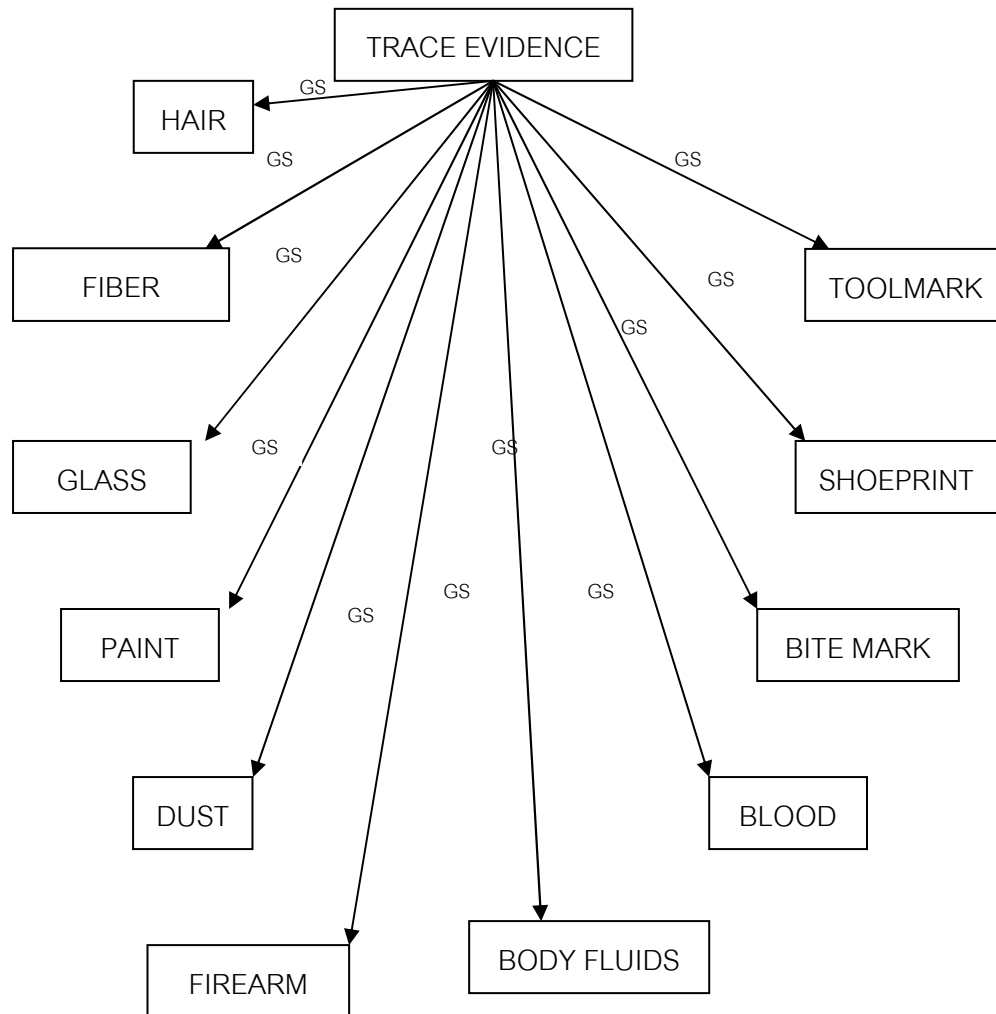 TRACE EVIDENCE
GS
HAIR
GS
GS
GS
FIBER
GS
TOOLMARK
GS
GS
GS
GLASS
SHOEPRINT
GS
GS
GS
PAINT
BITE MARK
DUST
BLOOD
BODY FLUIDS
FIREARM